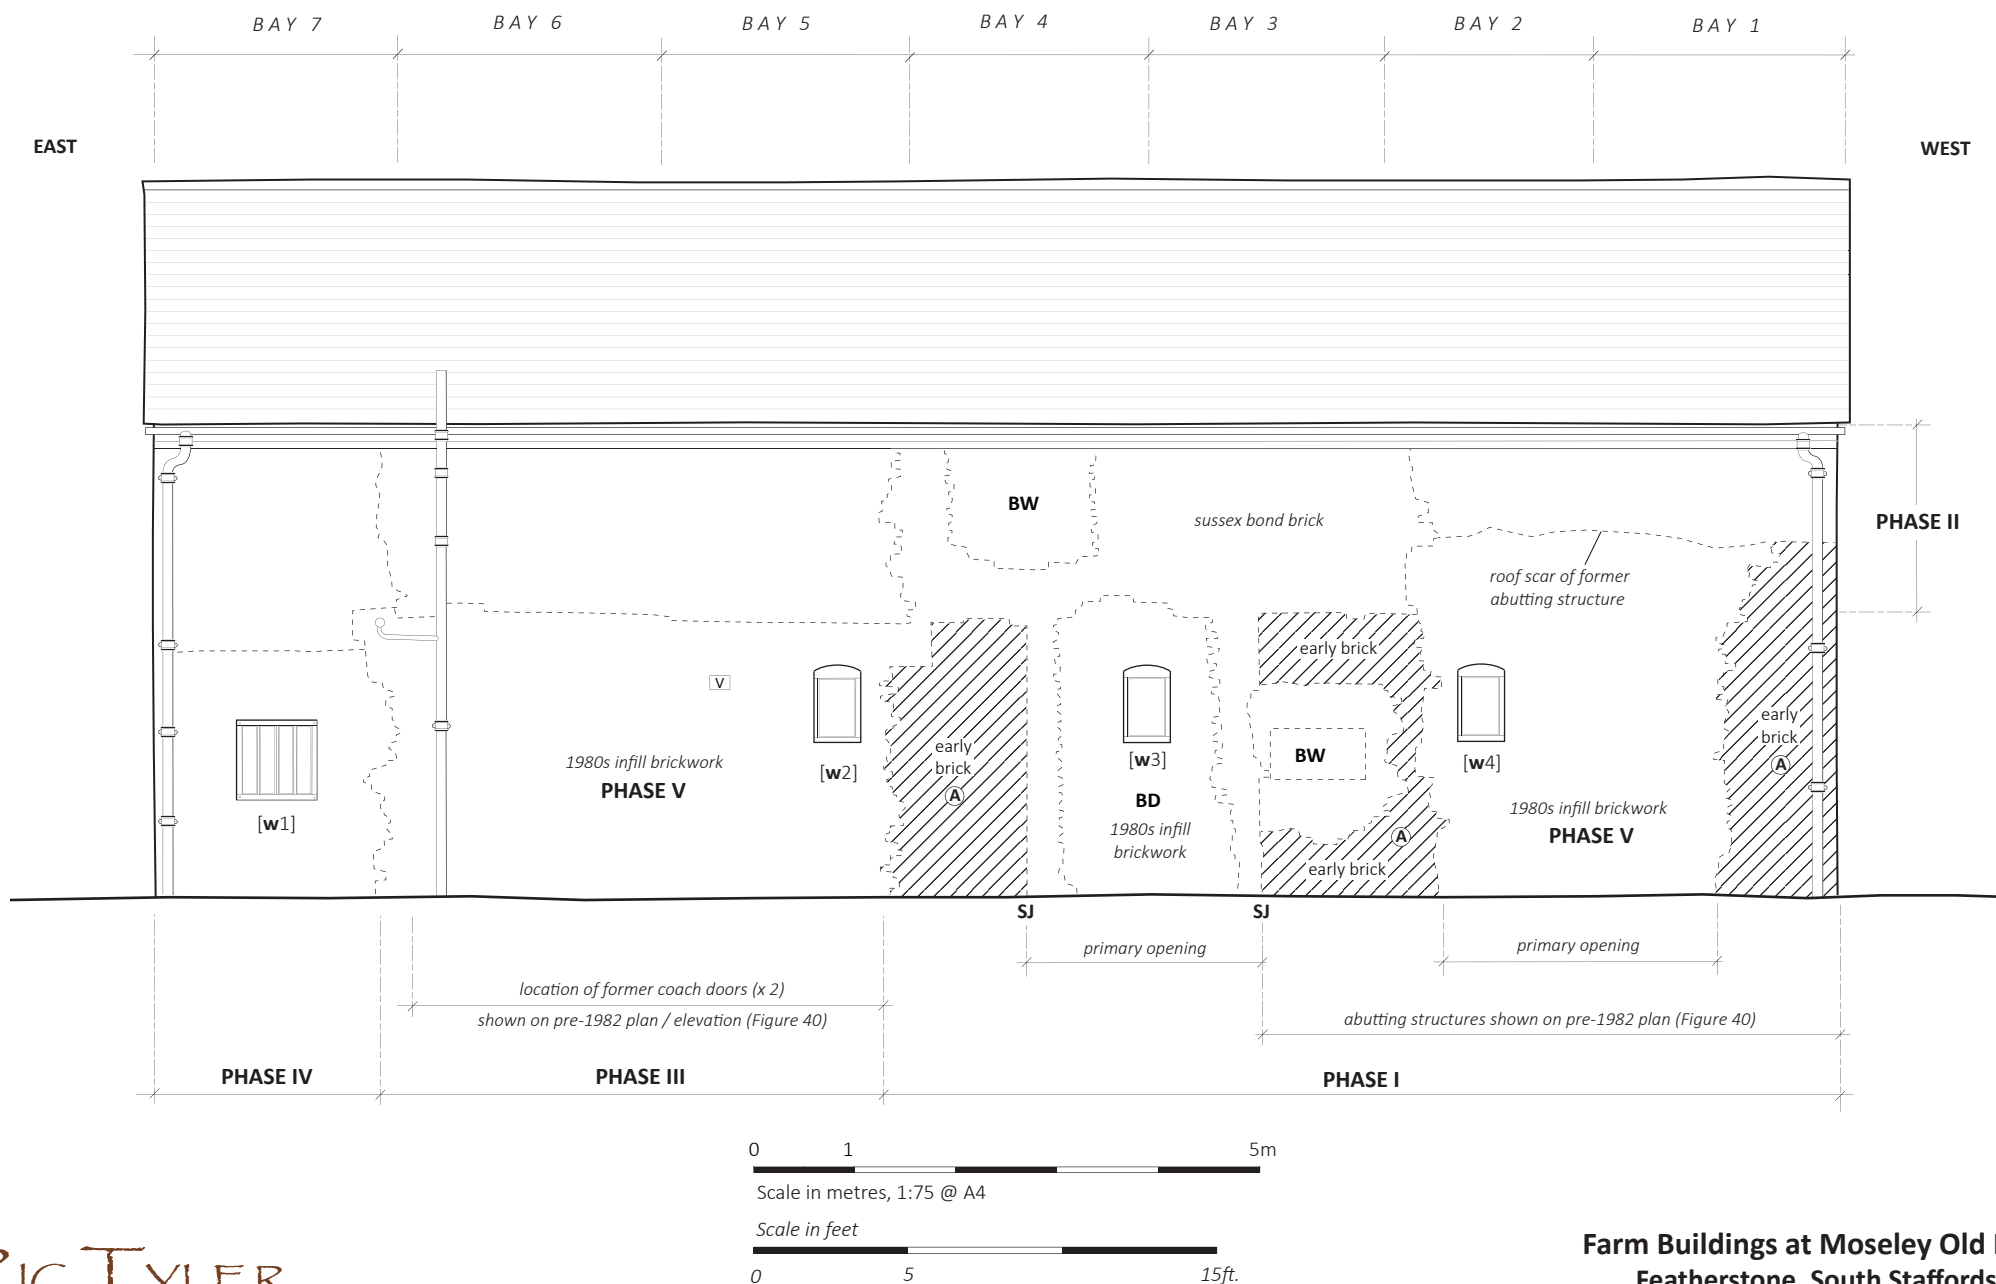 BAY 7
BAY 6
BAY 5
BAY 4
BAY 3
BAY 2
BAY 1
EAST
WEST
BW
sussex bond brick
PHASE II
roof scar of former
abutting structure
early brick
V
early
brick
A
early
brick
A
BW
[w1]
[w2]
[w3]
[w4]
1980s infill brickwork
PHASE V
BD
1980s infill
brickwork
A
early brick
1980s infill brickwork
PHASE V
SJ
SJ
primary opening
primary opening
location of former coach doors (x 2)
shown on pre-1982 plan / elevation (Figure 40)
abutting structures shown on pre-1982 plan (Figure 40)
PHASE IV
PHASE III
PHASE I
0 1 5m
Scale in metres, 1:75 @ A4
Scale in feet
0 5 15ft.
Tyler
Farm Buildings at Moseley Old
Featherstone, South Staffords